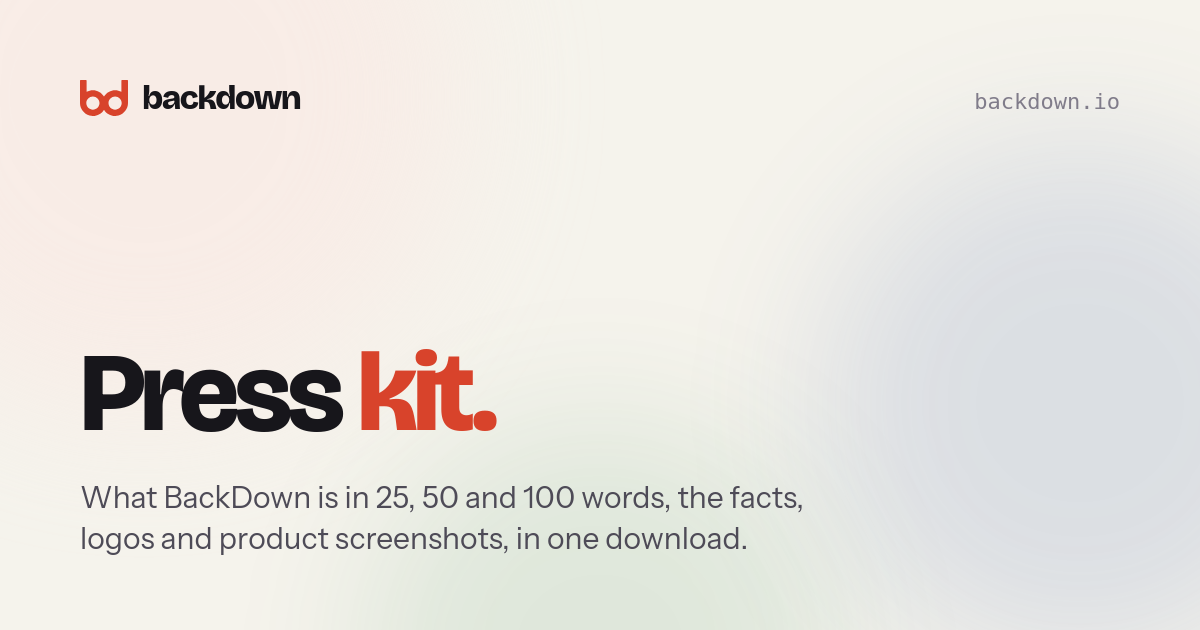 bd backdown
backdown.io
Press kit.
What BackDown is in 25, 50 and 100 words, the facts,
logos and product screenshots, in one download.